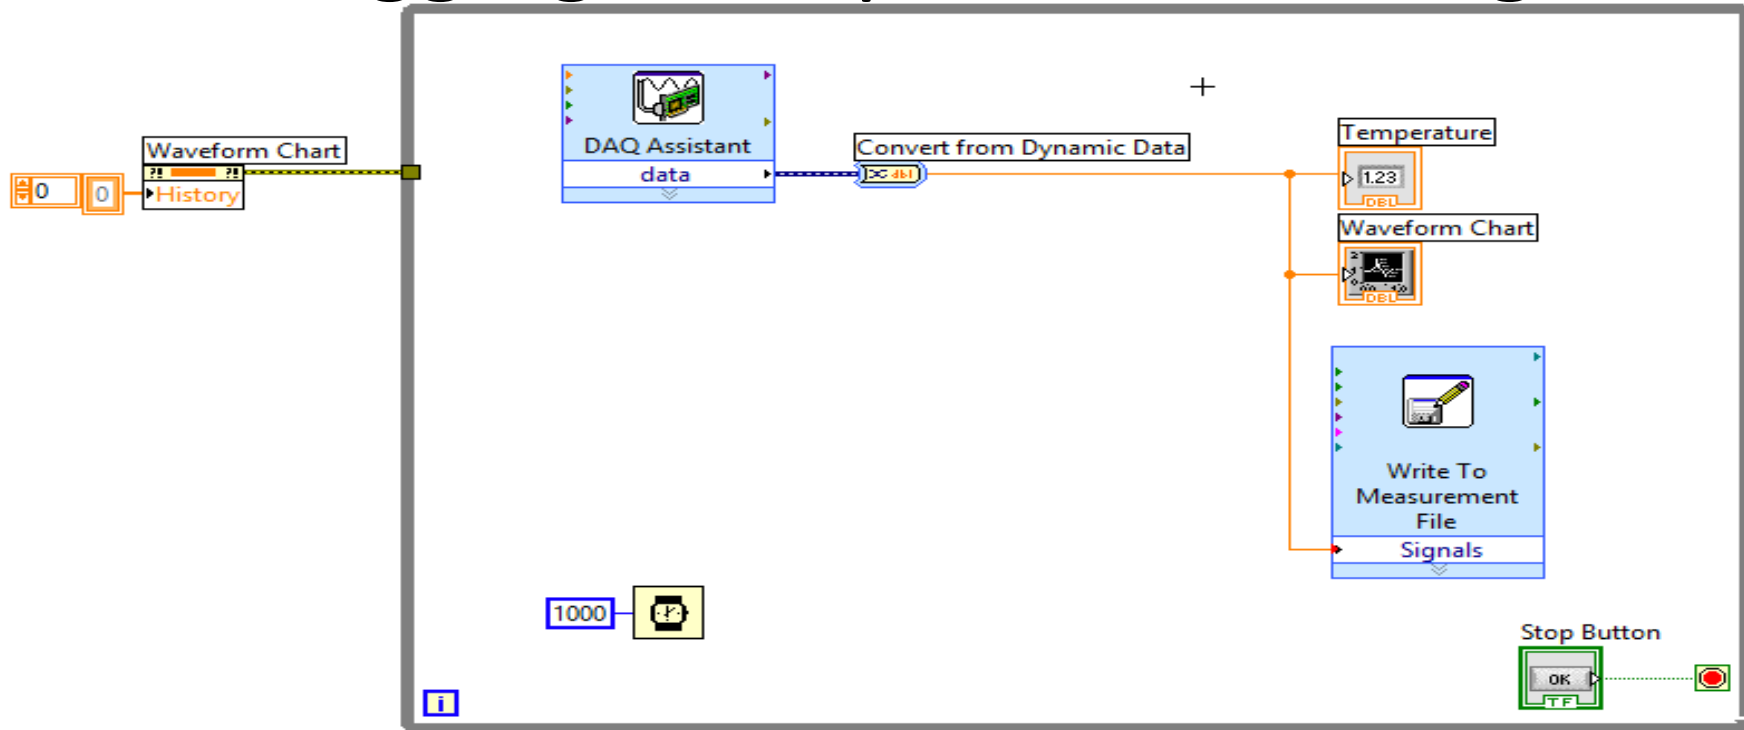 Waveform Chart
0
0
History
DAQ Assistant
data
Convert from Dynamic Data
Temperature
1.23
DBL
Waveform Chart
DBL
Write To
Measurement
File
Signals
1000
Stop Button
OK
TF
i